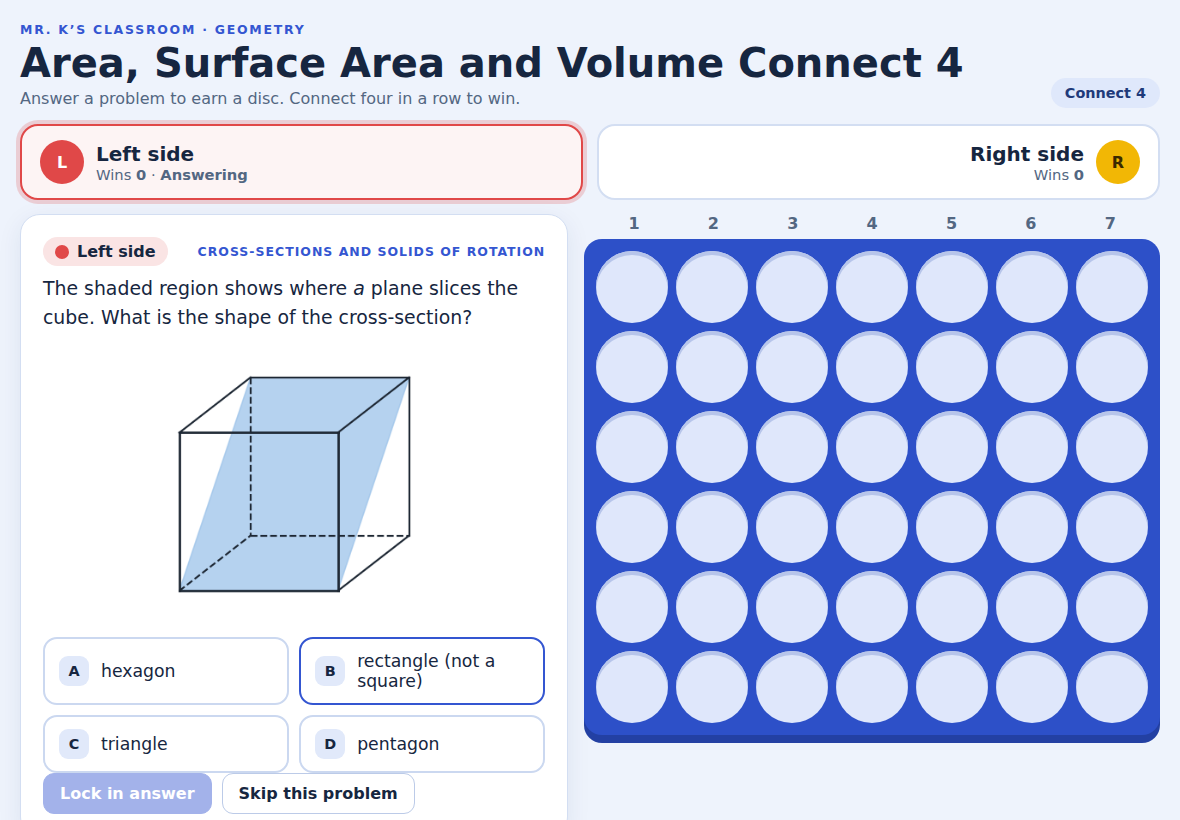 MR. K’S CLASSROOM · GEOMETRY
Area, Surface Area and Volume Connect 4
Answer a problem to earn a disc. Connect four in a row to win.
Connect 4
L
Left side
Wins 0 · Answering
Right side
Wins 0
R
Left side
CROSS-SECTIONS AND SOLIDS OF ROTATION
The shaded region shows where a plane slices the
cube. What is the shape of the cross-section?
A hexagon
B rectangle (not a
square)
C triangle
D pentagon
Lock in answer
Skip this problem
1 2 3 4 5 6 7